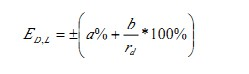 E_{D,L} = ±(a% + b/r_d *100%)